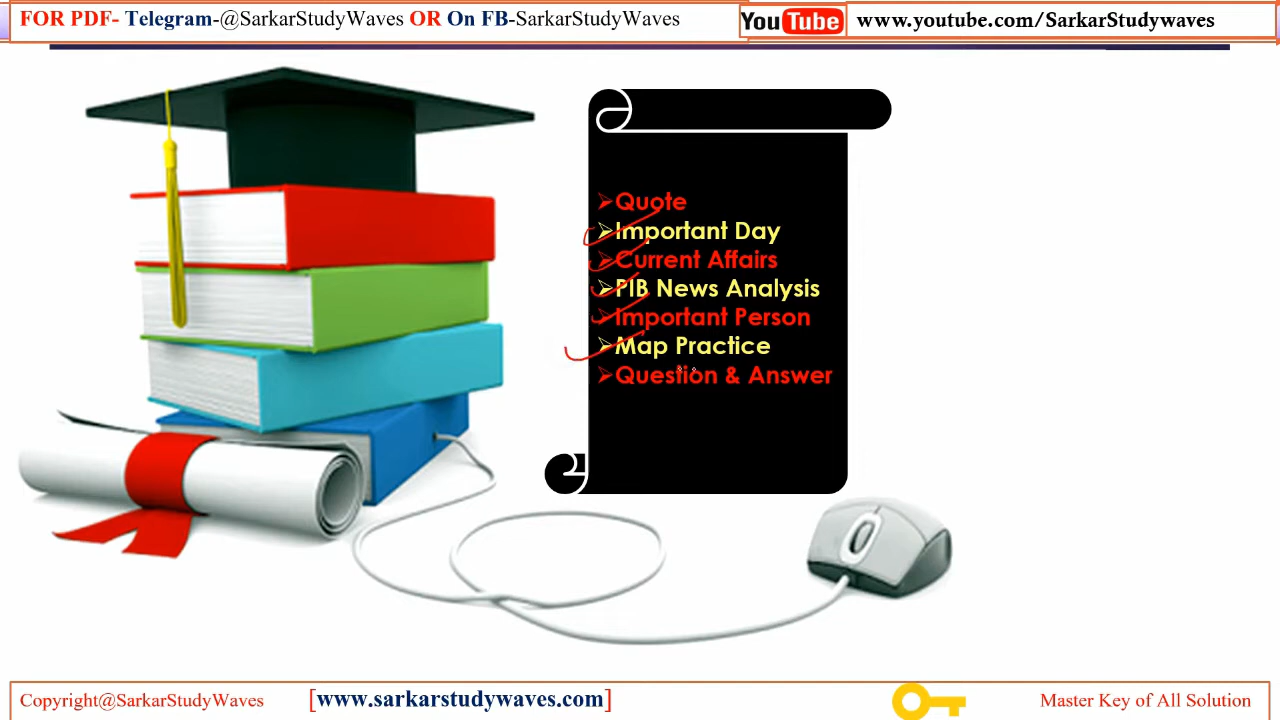 FOR PDF- Telegram-@SarkarStudyWaves OR On FB-SarkarStudyWaves
YouTube
www.youtube.com/SarkarStudywaves
Quote
Important Day
Current Affairs
PIB News Analysis
Important Person
Map Practice
Question & Answer
Copyright@SarkarStudyWaves
[www.sarkarstudywaves.com]
Master Key of All Solution